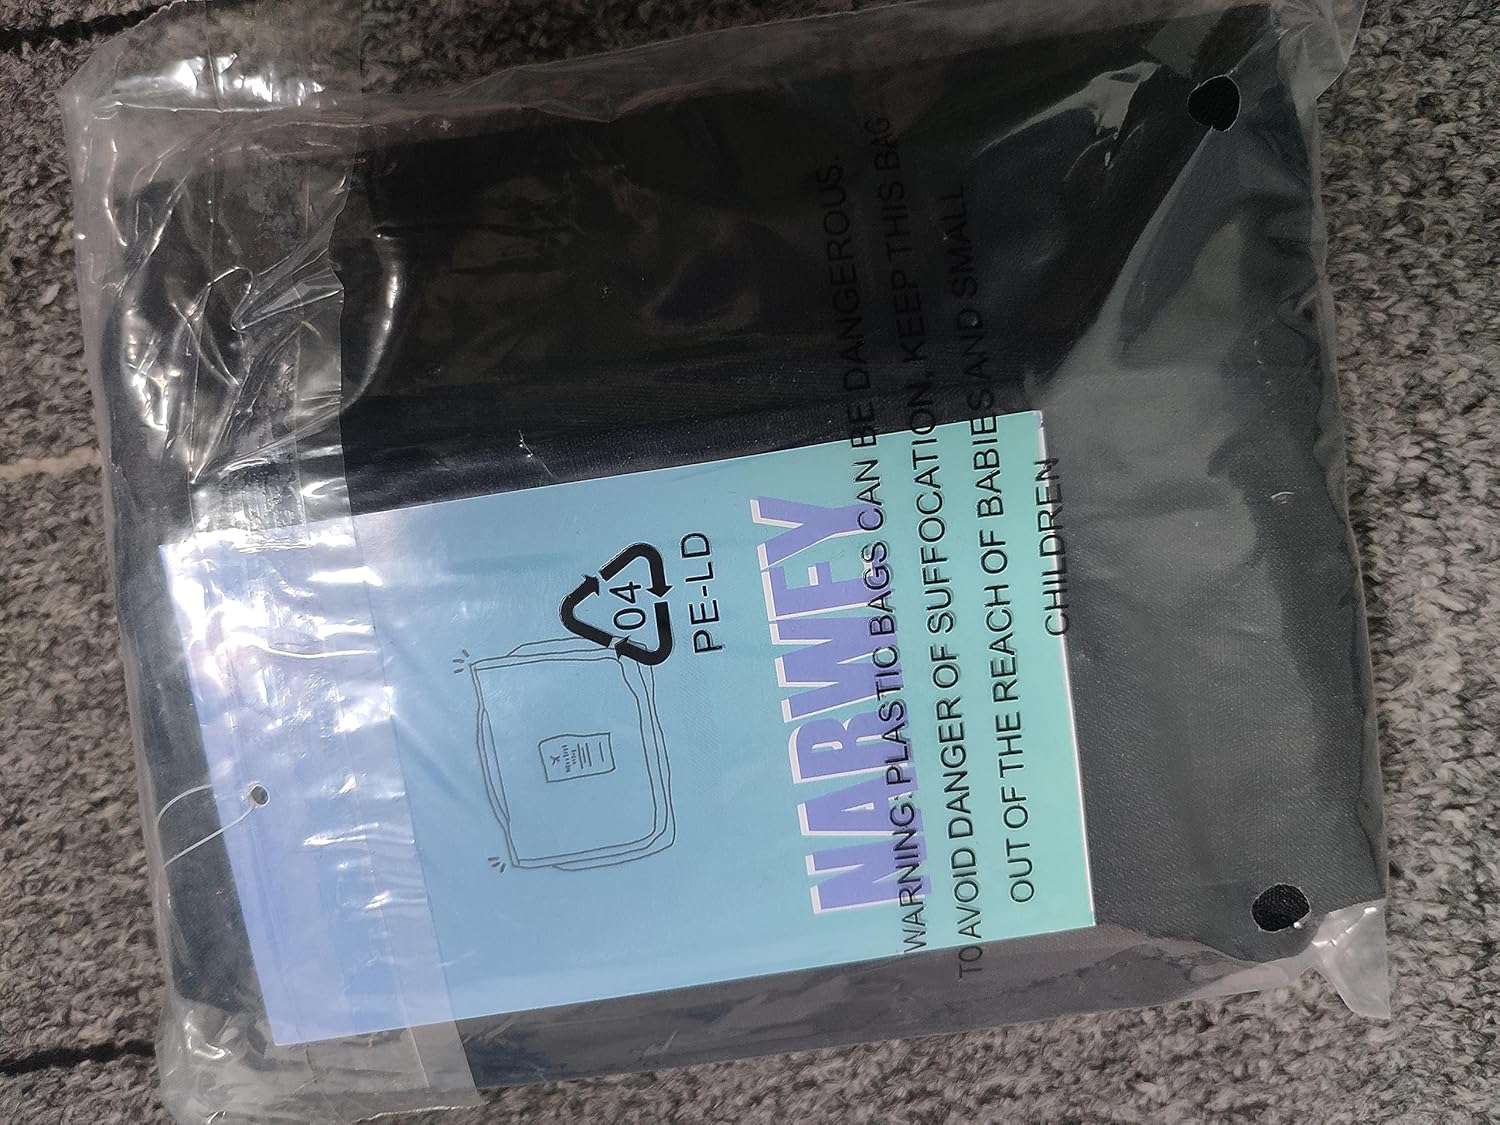 04
PE-LD
NARWEY
WARNING: PLASTIC BAGS CAN BE DANGEROUS.
TO AVOID DANGER OF SUFFOCATION, KEEP THIS BAG
OUT OF THE REACH OF BABIES AND SMALL
CHILDREN